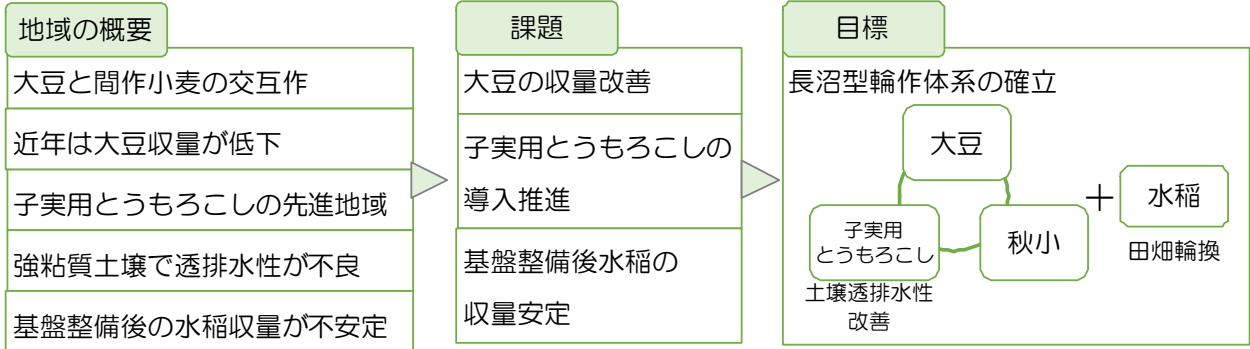 地域の概要
大豆と間作小麦の交互作
近年は大豆収量が低下
子実用とうもろこしの先進地域
強粘質土壌で透排水性が不良
基盤整備後の水稲収量が不安定
課題
大豆の収量改善
子実用とうもろこしの
導入推進
基盤整備後水稲の
収量安定
目標
長沼型輪作体系の確立
大豆
子実用
とうもろこし
秋小
+
水稲
田畑輪換
土壌透排水性
改善